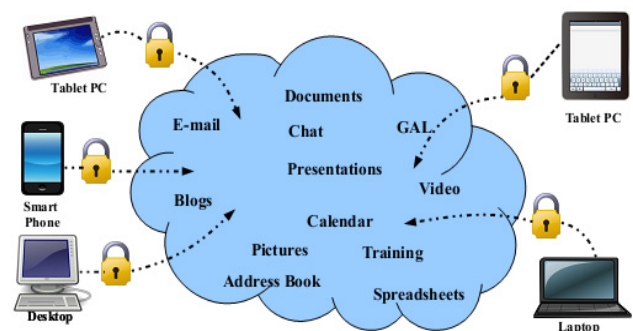 Tablet PC
Documents
E-mail
Chat
GAL.
Tablet PC
Presentations
Smart
Phone
Blogs
Video
Calendar
Pictures
Training
Address Book
Desktop
Spreadsheets
Laptop